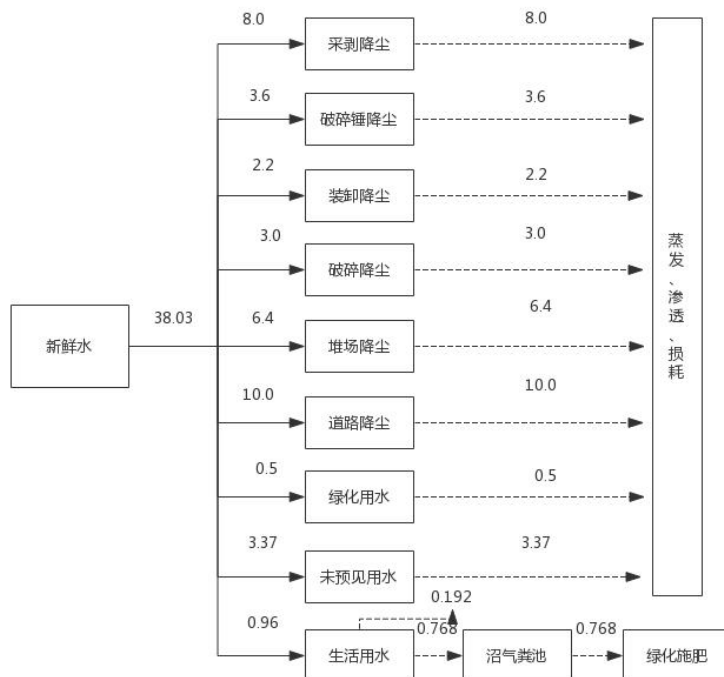 8.0
采剥降尘
8.0
3.6
破碎锤降尘
3.6
2.2
装卸降尘
2.2
3.0
破碎降尘
3.0
新鲜水
38.03
6.4
堆场降尘
6.4
10.0
道路降尘
10.0
0.5
绿化用水
0.5
3.37
未预见用水
3.37
蒸发、渗透、损耗
0.96
生活用水
0.192
0.768
沼气粪池
0.768
绿化施肥